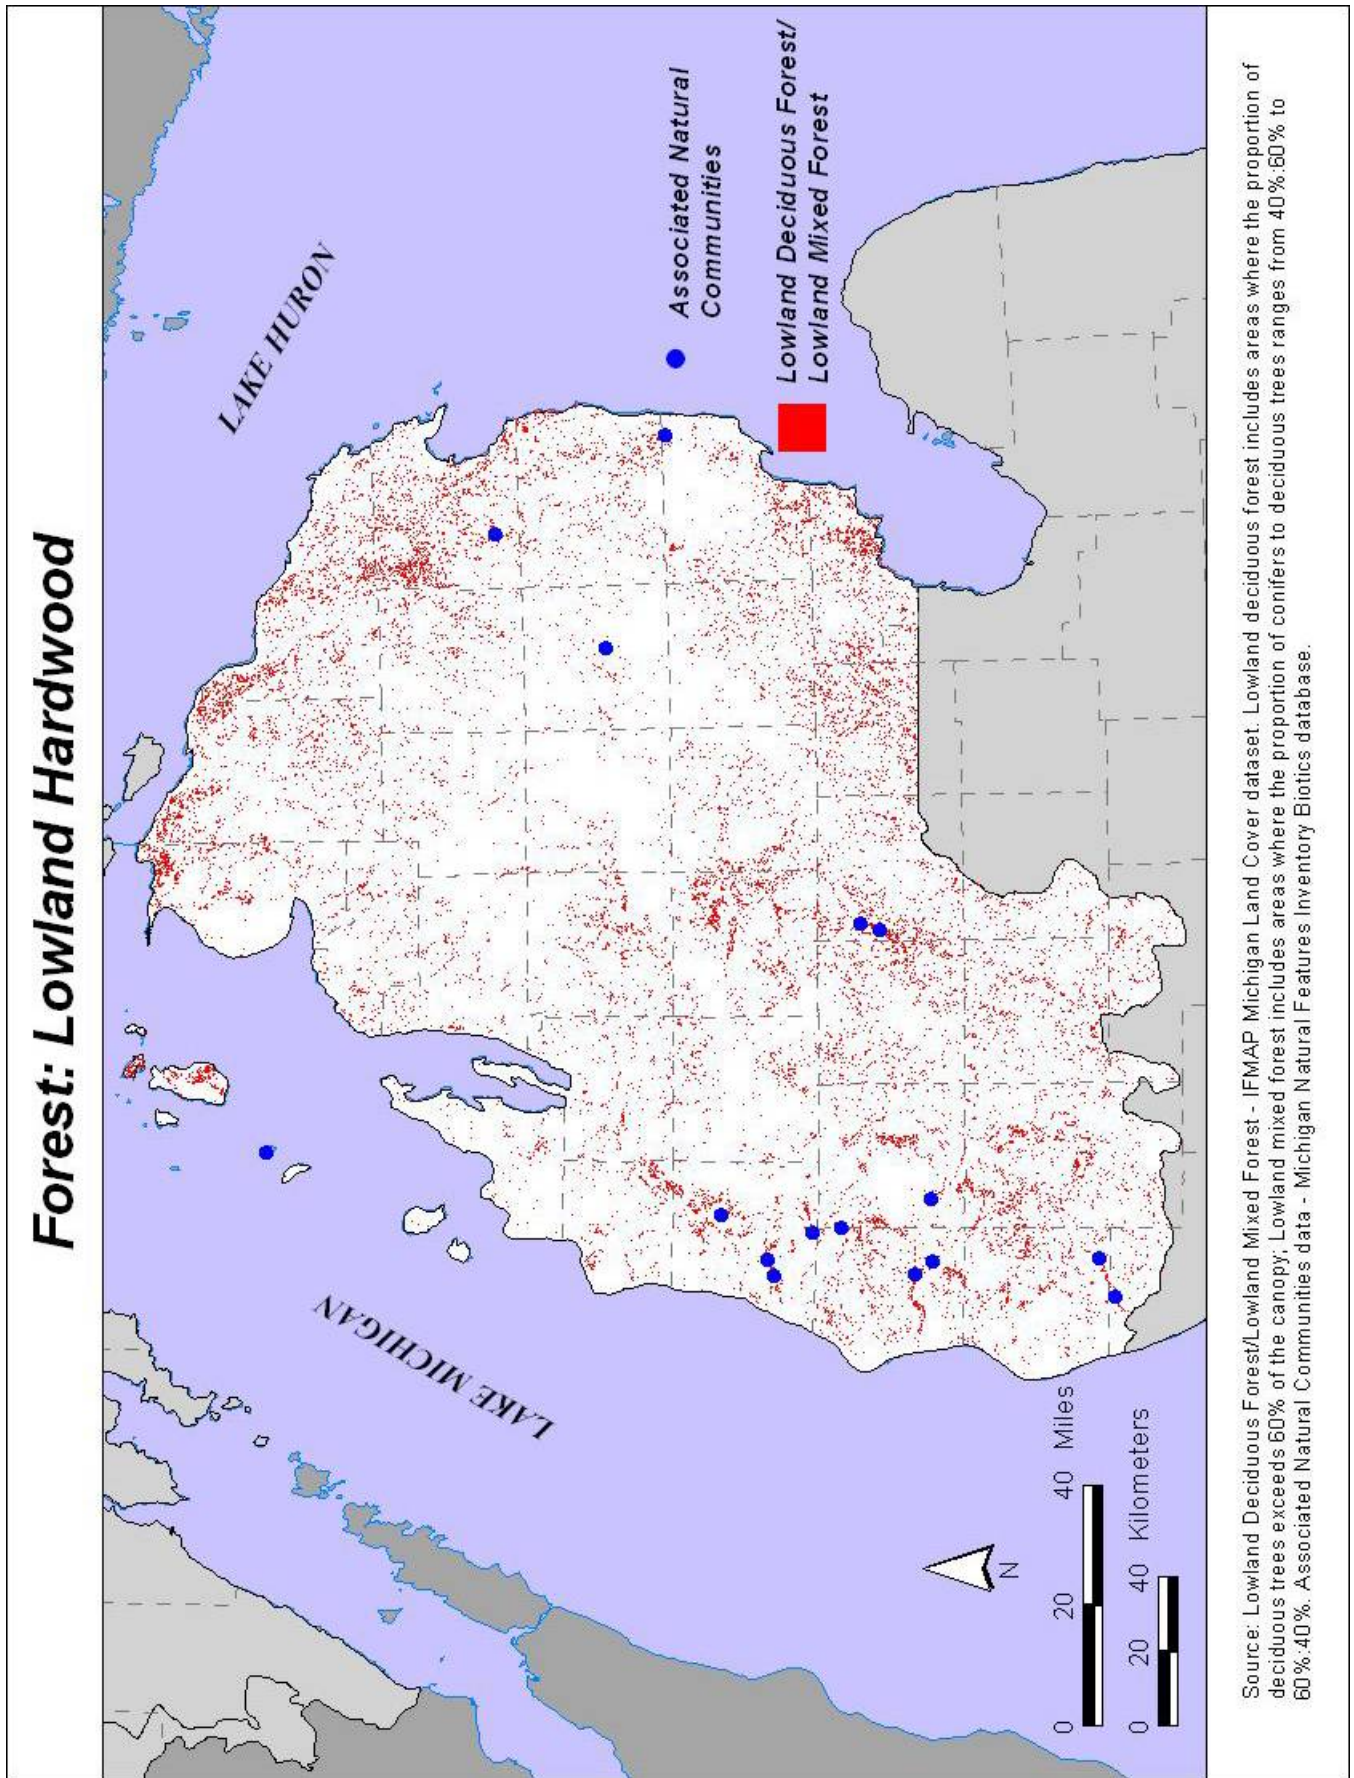 Forest: Lowland Hardwood
LAKE HURON
LAKE MICHIGAN
Associated Natural
Communities
Lowland Deciduous Forest/
Lowland Mixed Forest
N
0 20 40 Miles
0 20 40 Kilometers
Source: Lowland Deciduous Forest/Lowland Mixed Forest - IFMAP Michigan Land Cover dataset. Lowland deciduous forest includes areas where the proportion of
deciduous trees exceeds 60% of the canopy; Lowland mixed forest includes areas where the proportion of conifers to deciduous trees ranges from 40%:60% to
60%:40%. Associated Natural Communities data - Michigan Natural Features Inventory Biotics database.